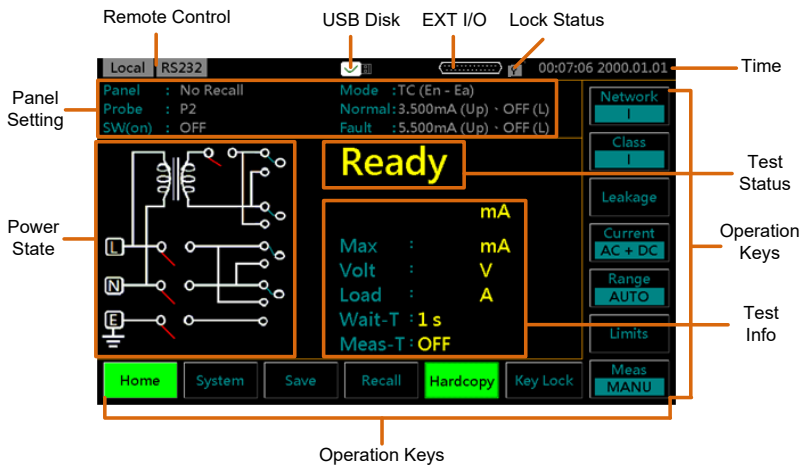 Remote Control
USB Disk
EXT I/O
Lock Status
Local RS232
00:07:06 2000.01.01
Time
Panel Setting
Panel : No Recall
Probe : P2
SW(on) : OFF
Mode :TC (En - Ea)
Normal:3.500mA (Up)、OFF (L)
Fault :5.500mA (Up)、OFF (L)
Network
I
Class
I
Leakage
Current
AC + DC
Range
AUTO
Limits
Meas
MANU
Power State
L
N
E
Ready
Test Status
mA
Max : mA
Volt : V
Load : A
Wait-T : 1 s
Meas-T : OFF
Operation Keys
Test Info
Home
System
Save
Recall
Hardcopy
Key Lock
Operation Keys